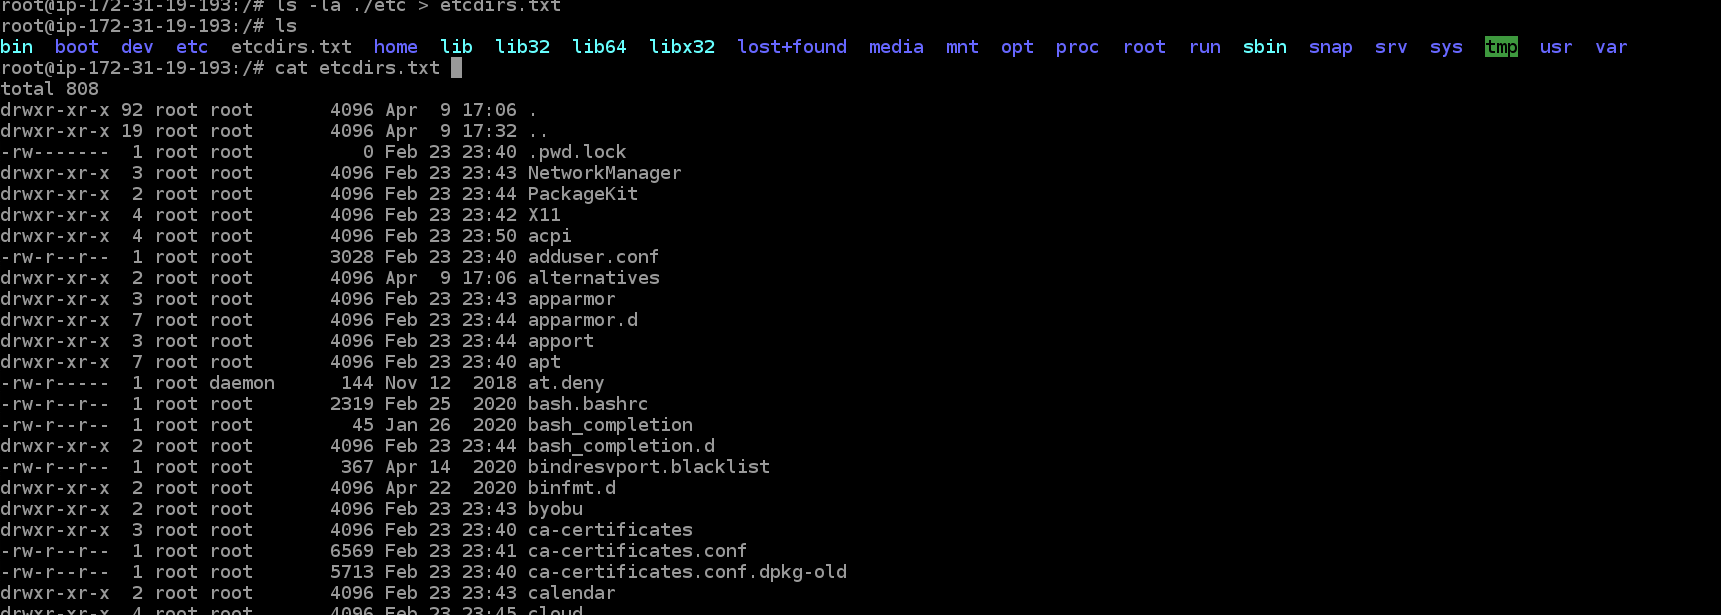 root@ip-172-31-19-193:/# ls -la ./etc > etcdirs.txt
root@ip-172-31-19-193:/# ls
bin  boot  dev  etc  etcdirs.txt  home  lib  lib32  lib64  libx32  lost+found  media  mnt  opt  proc  root  run  sbin  snap  srv  sys  tmp  usr  var
root@ip-172-31-19-193:/# cat etcdirs.txt
total 808
drwxr-xr-x 92 root root       4096 Apr  9 17:06 .
drwxr-xr-x 19 root root       4096 Apr  9 17:32 ..
-rw-------  1 root root          0 Feb 23 23:40 .pwd.lock
drwxr-xr-x  3 root root       4096 Feb 23 23:43 NetworkManager
drwxr-xr-x  2 root root       4096 Feb 23 23:44 PackageKit
drwxr-xr-x  4 root root       4096 Feb 23 23:42 X11
drwxr-xr-x  4 root root       4096 Feb 23 23:50 acpi
-rw-r--r--  1 root root       3028 Feb 23 23:40 adduser.conf
drwxr-xr-x  2 root root       4096 Apr  9 17:06 alternatives
drwxr-xr-x  3 root root       4096 Feb 23 23:43 apparmor
drwxr-xr-x  7 root root       4096 Feb 23 23:44 apparmor.d
drwxr-xr-x  3 root root       4096 Feb 23 23:44 apport
drwxr-xr-x  7 root root       4096 Feb 23 23:40 apt
-rw-r-----  1 root daemon      144 Nov 12  2018 at.deny
-rw-r--r--  1 root root       2319 Feb 25  2020 bash.bashrc
-rw-r--r--  1 root root         45 Jan 26  2020 bash_completion
drwxr-xr-x  2 root root       4096 Feb 23 23:44 bash_completion.d
-rw-r--r--  1 root root        367 Apr 14  2020 bindresvport.blacklist
drwxr-xr-x  2 root root       4096 Apr 22  2020 binfmt.d
drwxr-xr-x  2 root root       4096 Feb 23 23:43 byobu
drwxr-xr-x  3 root root       4096 Feb 23 23:40 ca-certificates
-rw-r--r--  1 root root       6569 Feb 23 23:41 ca-certificates.conf
-rw-r--r--  1 root root       5713 Feb 23 23:40 ca-certificates.conf.dpkg-old
drwxr-xr-x  2 root root       4096 Feb 23 23:43 calendar
drwxr-xr-x  4 root root       4096 Feb 23 23:45 cloud